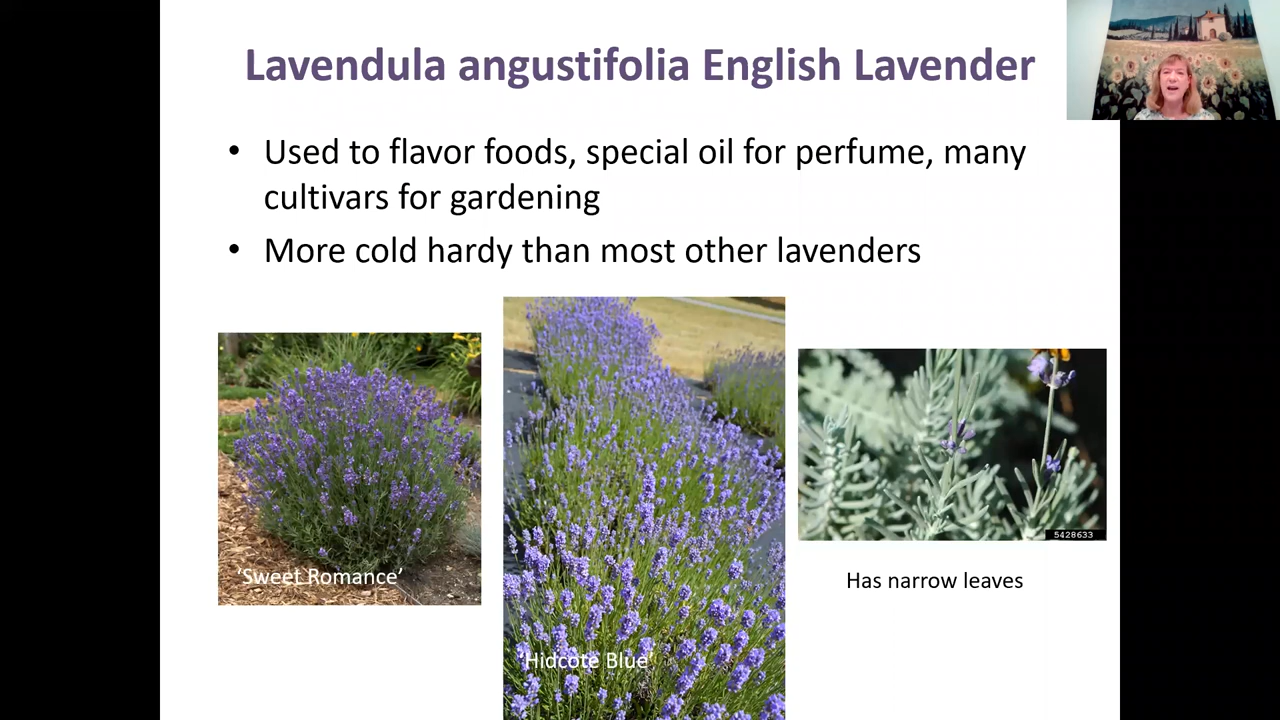 Lavendula angustifolia English Lavender
• Used to flavor foods, special oil for perfume, many
cultivars for gardening
• More cold hardy than most other lavenders
‘Sweet Romance’
‘Hidcote Blue’
5428633
Has narrow leaves